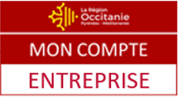 La Région
Occitanie
Pyrénées - Méditerranée
MON COMPTE
ENTREPRISE